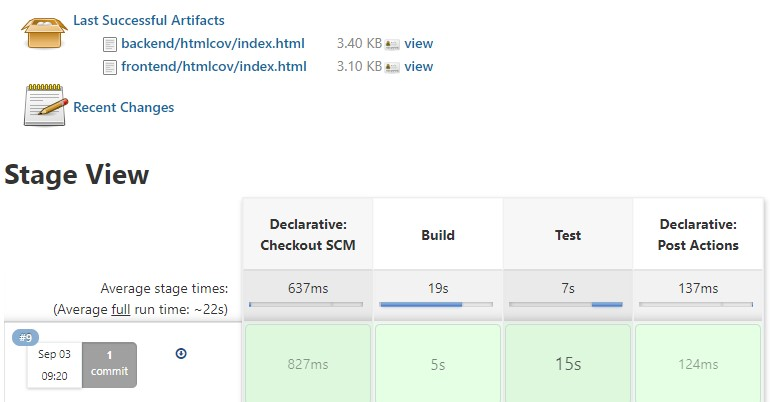 Last Successful Artifacts
backend/htmlcov/index.html 3.40 KB view
frontend/htmlcov/index.html 3.10 KB view
Recent Changes
Stage View
Declarative: Checkout SCM
Build
Test
Declarative: Post Actions
Average stage times: 637ms 19s 7s 137ms
(Average full run time: ~22s)
#9
Sep 03 1
09:20 commit
827ms 5s 15s 124ms